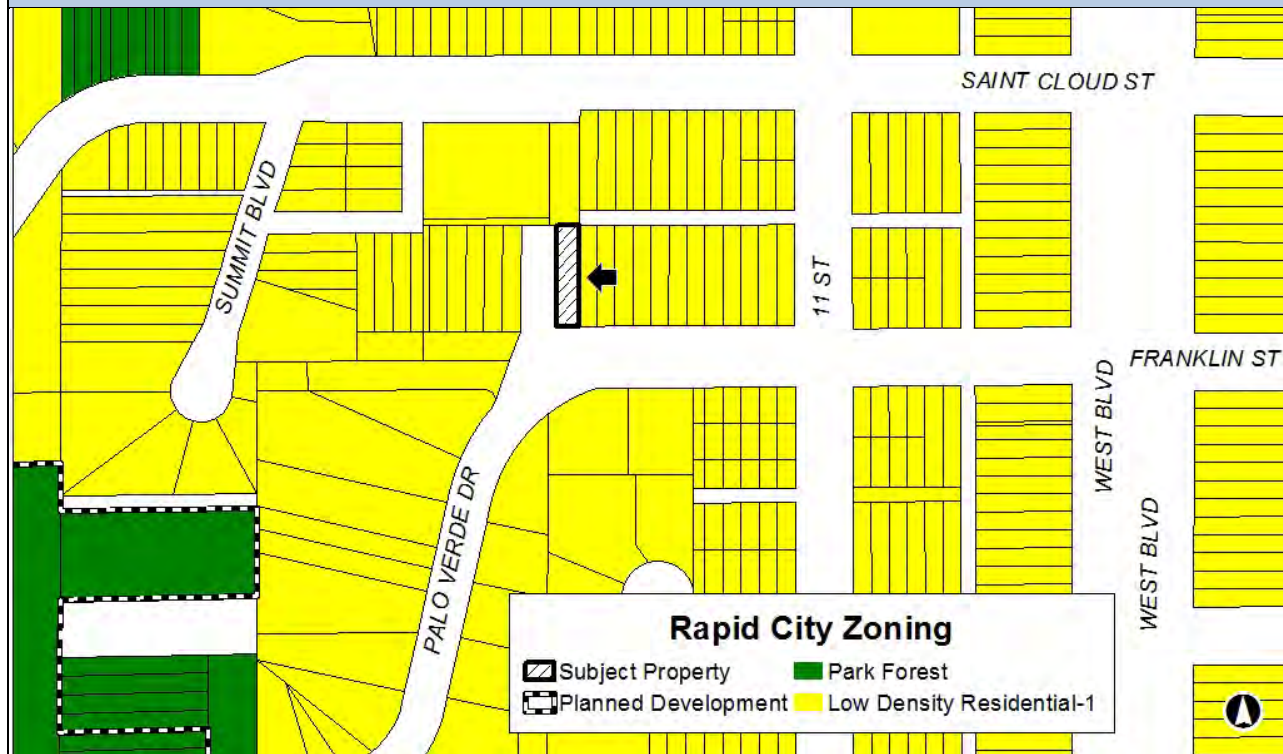 SAINT CLOUD ST
SUMMIT BLVD
11 ST
FRANKLIN ST
WEST BLVD
PALO VERDE DR
WEST BLVD
Rapid City Zoning
Subject Property
Park Forest
Planned Development
Low Density Residential-1